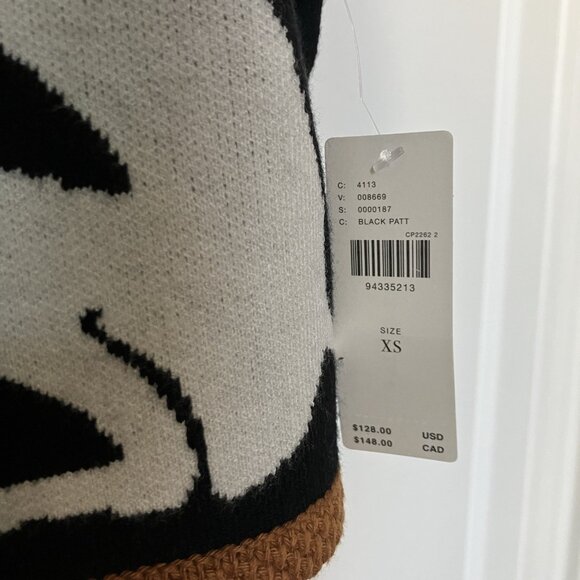 C: 4113
V: 008669
S: 0000187
C: BLACK PATT
CP2262 2
94335213
SIZE
XS
$128.00 USD
$148.00 CAD